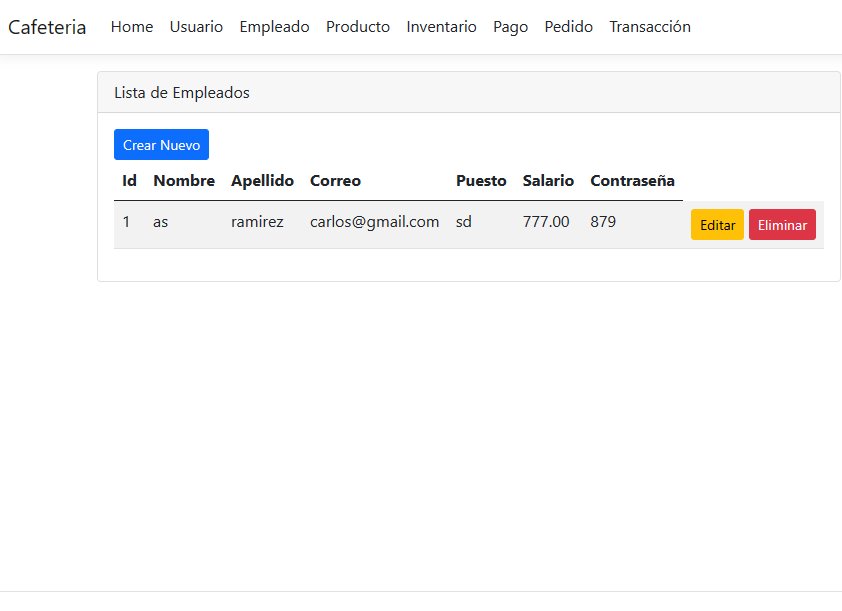 Cafeteria Home Usuario Empleado Producto Inventario Pago Pedido Transacción
Lista de Empleados
Crear Nuevo
Id Nombre Apellido Correo Puesto Salario Contraseña
1 as ramirez carlos@gmail.com sd 777.00 879 Editar Eliminar